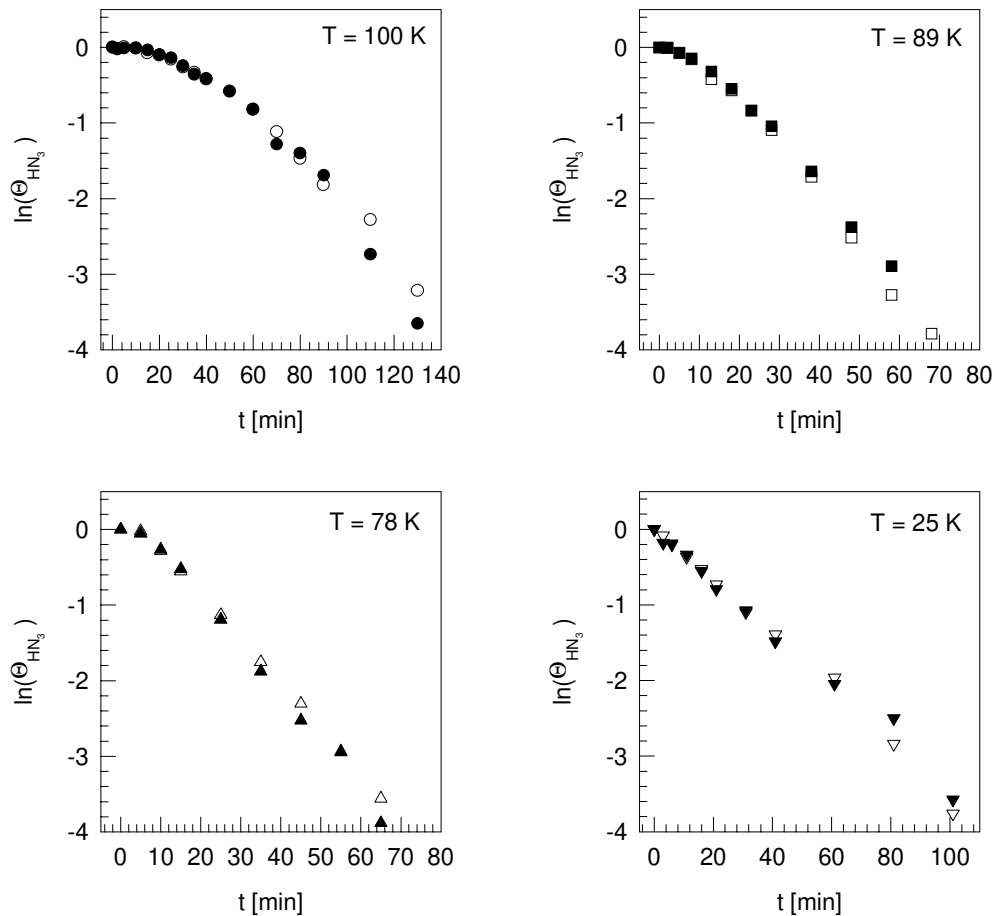 T = 100 K
0
-1
-2
-3
-4
ln(Θ_HN₃)
0 20 40 60 80 100 120 140
t [min]
T = 89 K
0
-1
-2
-3
-4
ln(Θ_HN₃)
0 10 20 30 40 50 60 70 80
t [min]
T = 78 K
0
-1
-2
-3
-4
ln(Θ_HN₃)
0 10 20 30 40 50 60 70 80
t [min]
T = 25 K
0
-1
-2
-3
-4
ln(Θ_HN₃)
0 20 40 60 80 100
t [min]